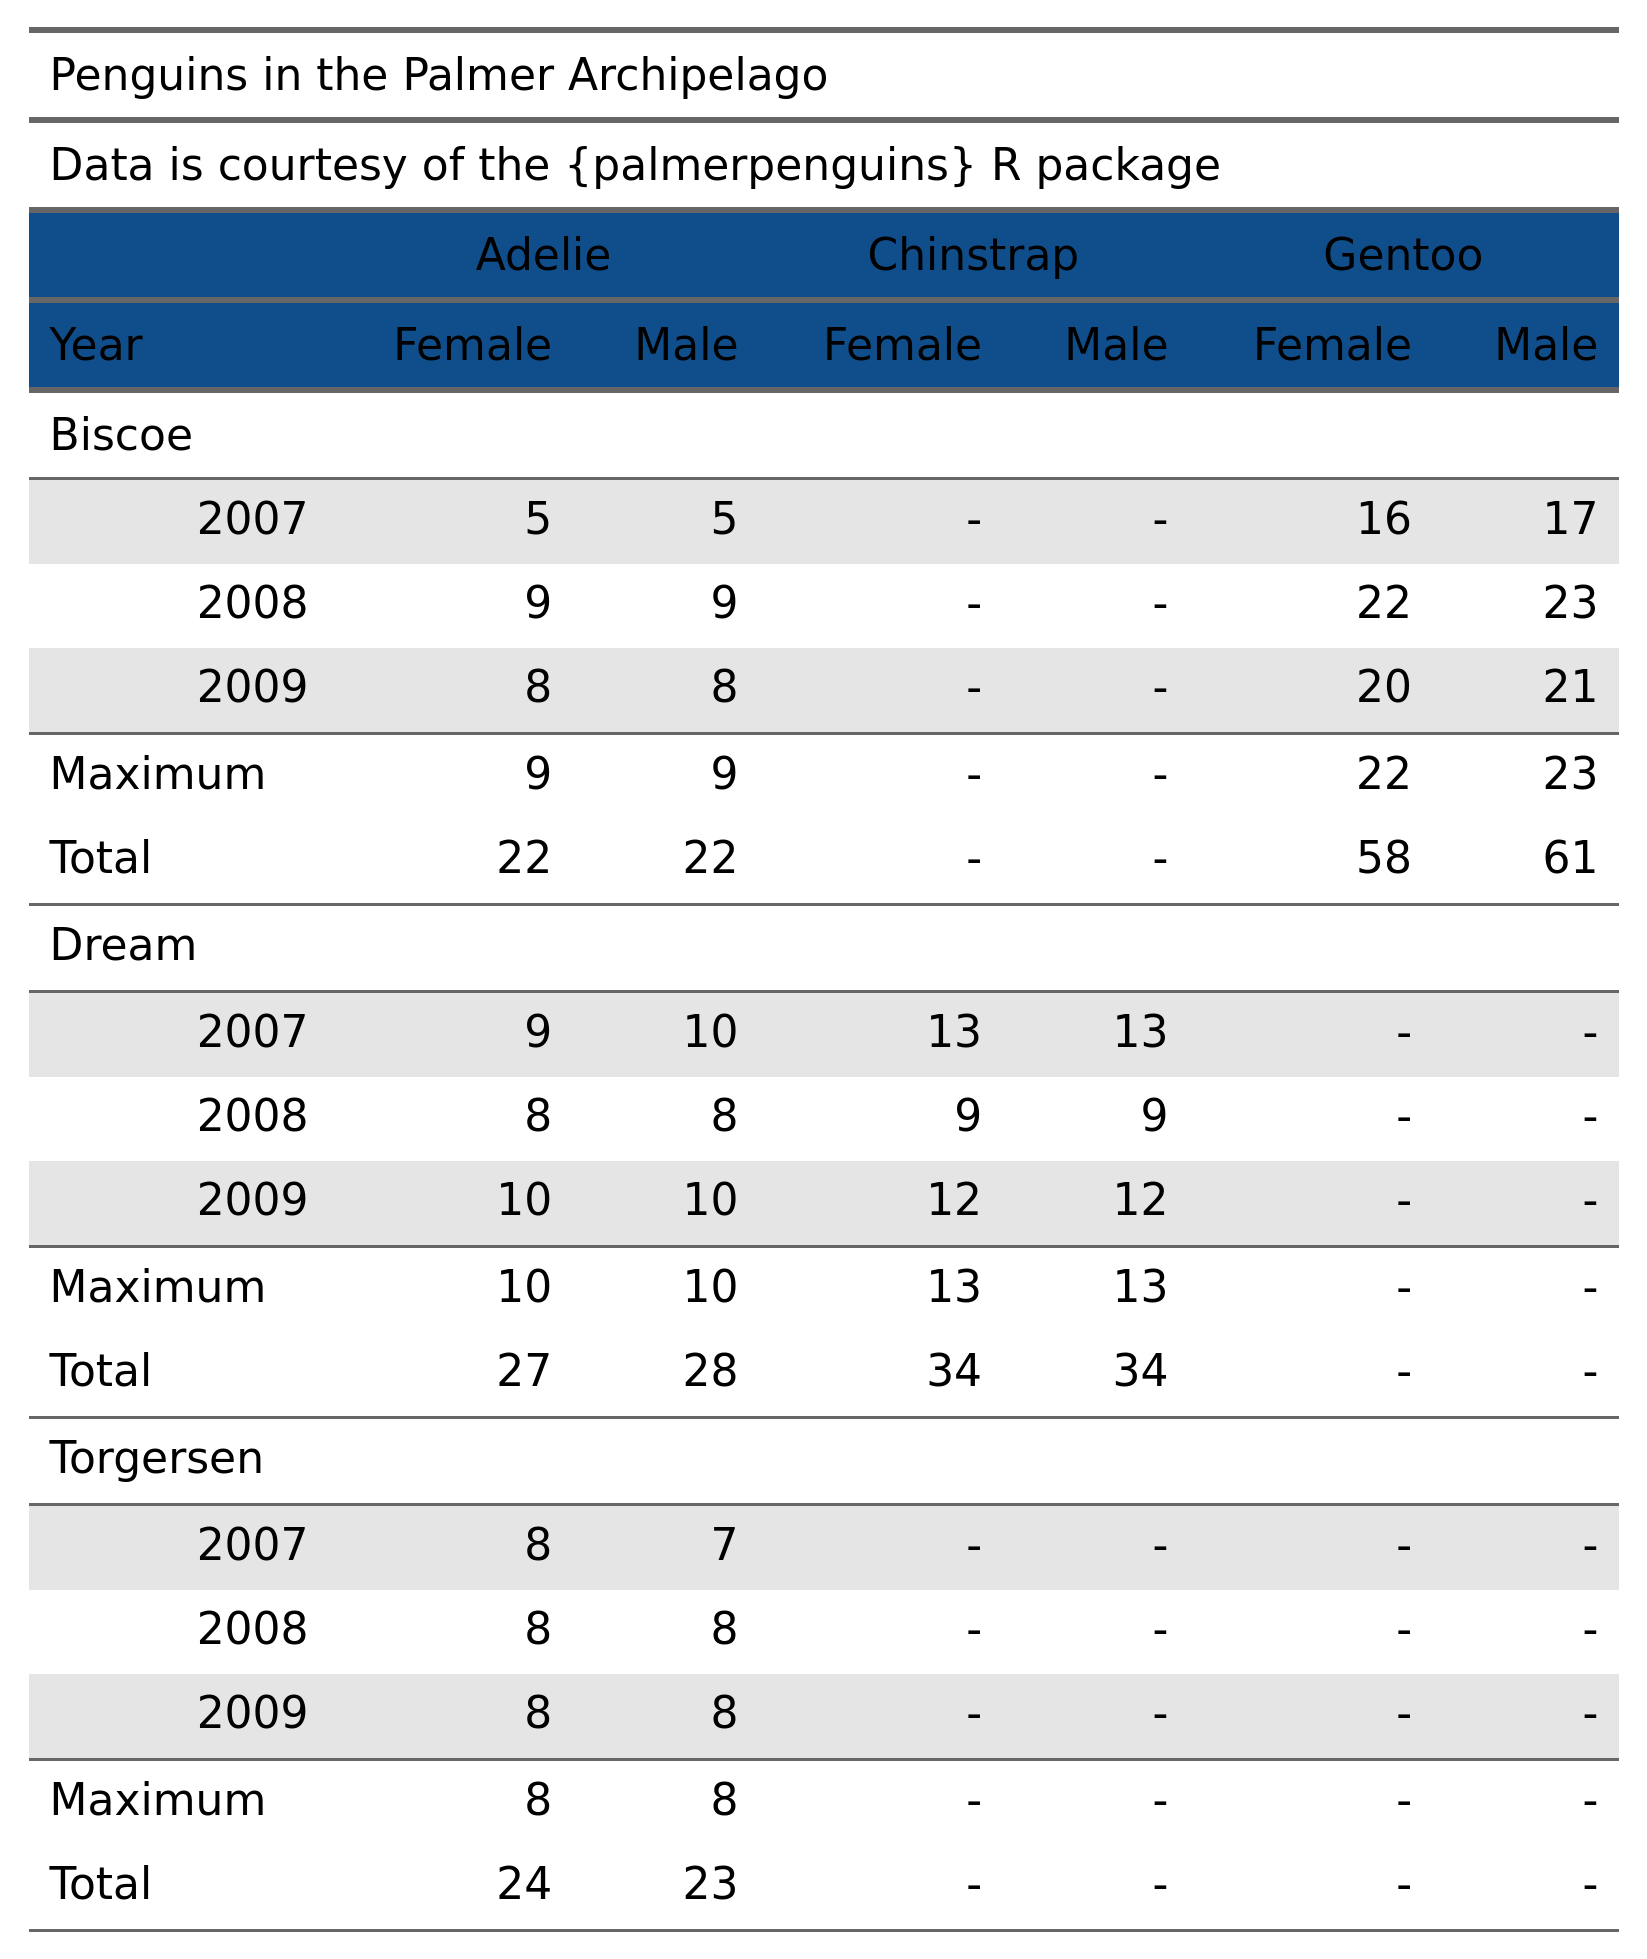 Penguins in the Palmer Archipelago
Data is courtesy of the {palmerpenguins} R package
Adelie Chinstrap Gentoo
Year Female Male Female Male Female Male
Biscoe
2007 5 5 - - 16 17
2008 9 9 - - 22 23
2009 8 8 - - 20 21
Maximum 9 9 - - 22 23
Total 22 22 - - 58 61
Dream
2007 9 10 13 13 - -
2008 8 8 9 9 - -
2009 10 10 12 12 - -
Maximum 10 10 13 13 - -
Total 27 28 34 34 - -
Torgersen
2007 8 7 - - - -
2008 8 8 - - - -
2009 8 8 - - - -
Maximum 8 8 - - - -
Total 24 23 - - - -